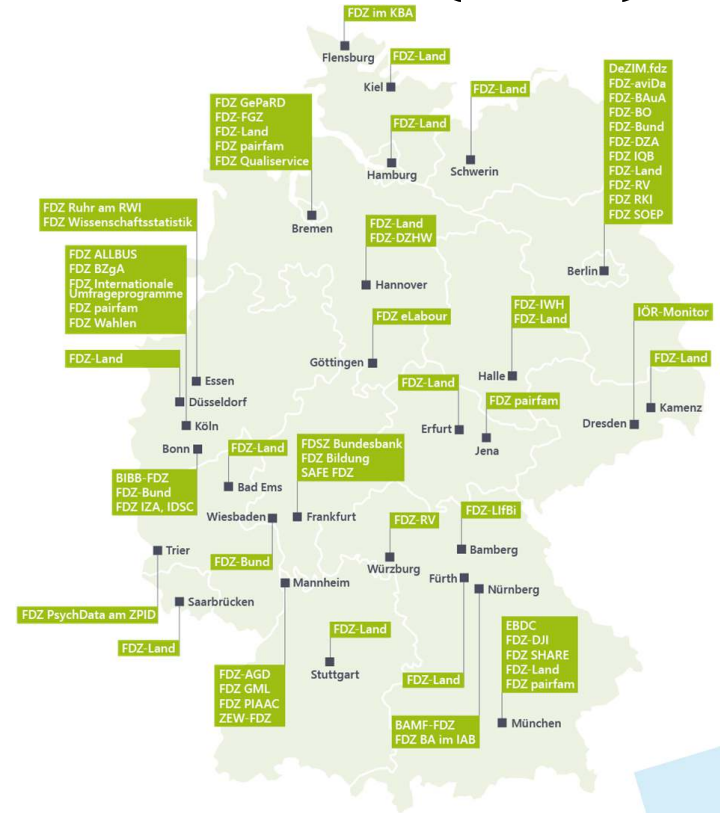 FDZ im KBA
Flensburg
FDZ-Land
Kiel
FDZ-Land
Schwerin
FDZ-Land
Hamburg
FDZ GePaRD
FDZ-FGZ
FDZ-Land
FDZ pairfam
FDZ Qualiservice
Bremen
DeZIM.fdz
FDZ-aviDa
FDZ-BAuA
FDZ-BO
FDZ-Bund
FDZ-DZA
FDZ IQB
FDZ-Land
FDZ-RV
FDZ RKI
FDZ SOEP
Berlin
FDZ Ruhr am RWI
FDZ Wissenschaftsstatistik
Essen
FDZ-Land
FDZ-DZHW
Hannover
FDZ ALLBUS
FDZ BZgA
FDZ Internationale
Umfrageprogramme
FDZ pairfam
FDZ Wahlen
Köln
FDZ-Land
Düsseldorf
FDZ eLabour
Göttingen
FDZ-IWH
FDZ-Land
Halle
IÖR-Monitor
Dresden
FDZ-Land
Kamenz
FDZ-Land
Erfurt
FDZ pairfam
Jena
Bonn
BIBB-FDZ
FDZ-Bund
FDZ IZA, IDSC
FDZ-Land
Bad Ems
FDSZ Bundesbank
FDZ Bildung
SAFE FDZ
Frankfurt
Wiesbaden
FDZ-Bund
FDZ-RV
Würzburg
FDZ-LIfBi
Bamberg
Trier
FDZ PsychData am ZPID
Saarbrücken
FDZ-Land
Mannheim
FDZ-AGD
FDZ GML
FDZ PIAAC
ZEW-FDZ
FDZ-Land
Stuttgart
Fürth
FDZ-Land
Nürnberg
BAMF-FDZ
FDZ BA im IAB
EBDC
FDZ-DJI
FDZ SHARE
FDZ-Land
FDZ pairfam
München